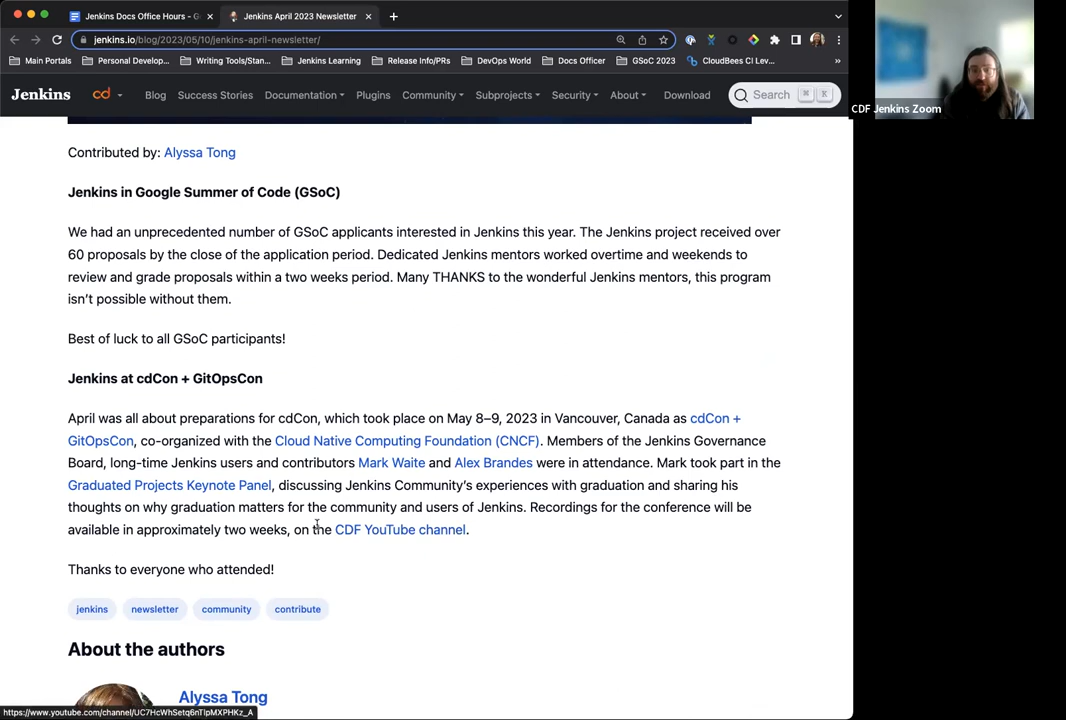 Jenkins Docs Office Hours - G
Jenkins April 2023 Newsletter
jenkins.io/blog/2023/05/10/jenkins-april-newsletter/
Main Portals Personal Develop... Writing Tools/Stan... Jenkins Learning Release Info/PRs DevOps World Docs Officer GSoC 2023 CloudBees CI Lev... »
Jenkins cd Blog Success Stories Documentation Plugins Community Subprojects Security About Download Search ⌘ K
CDF Jenkins Zoom
Contributed by: Alyssa Tong
Jenkins in Google Summer of Code (GSoC)
We had an unprecedented number of GSoC applicants interested in Jenkins this year. The Jenkins project received over
60 proposals by the close of the application period. Dedicated Jenkins mentors worked overtime and weekends to
review and grade proposals within a two weeks period. Many THANKS to the wonderful Jenkins mentors, this program
isn't possible without them.
Best of luck to all GSoC participants!
Jenkins at cdCon + GitOpsCon
April was all about preparations for cdCon, which took place on May 8–9, 2023 in Vancouver, Canada as cdCon +
GitOpsCon, co-organized with the Cloud Native Computing Foundation (CNCF). Members of the Jenkins Governance
Board, long-time Jenkins users and contributors Mark Waite and Alex Brandes were in attendance. Mark took part in the
Graduated Projects Keynote Panel, discussing Jenkins Community's experiences with graduation and sharing his
thoughts on why graduation matters for the community and users of Jenkins. Recordings for the conference will be
available in approximately two weeks, on the CDF YouTube channel.
Thanks to everyone who attended!
jenkins newsletter community contribute
About the authors
Alyssa Tong